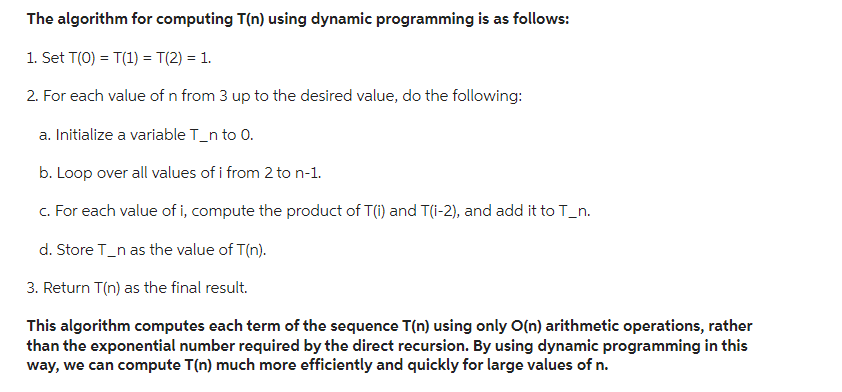 The algorithm for computing T(n) using dynamic programming is as follows:
1. Set T(0) = T(1) = T(2) = 1.
2. For each value of n from 3 up to the desired value, do the following:
a. Initialize a variable T_n to 0.
b. Loop over all values of i from 2 to n-1.
c. For each value of i, compute the product of T(i) and T(i-2), and add it to T_n.
d. Store T_n as the value of T(n).
3. Return T(n) as the final result.
This algorithm computes each term of the sequence T(n) using only O(n) arithmetic operations, rather
than the exponential number required by the direct recursion. By using dynamic programming in this
way, we can compute T(n) much more efficiently and quickly for large values of n.